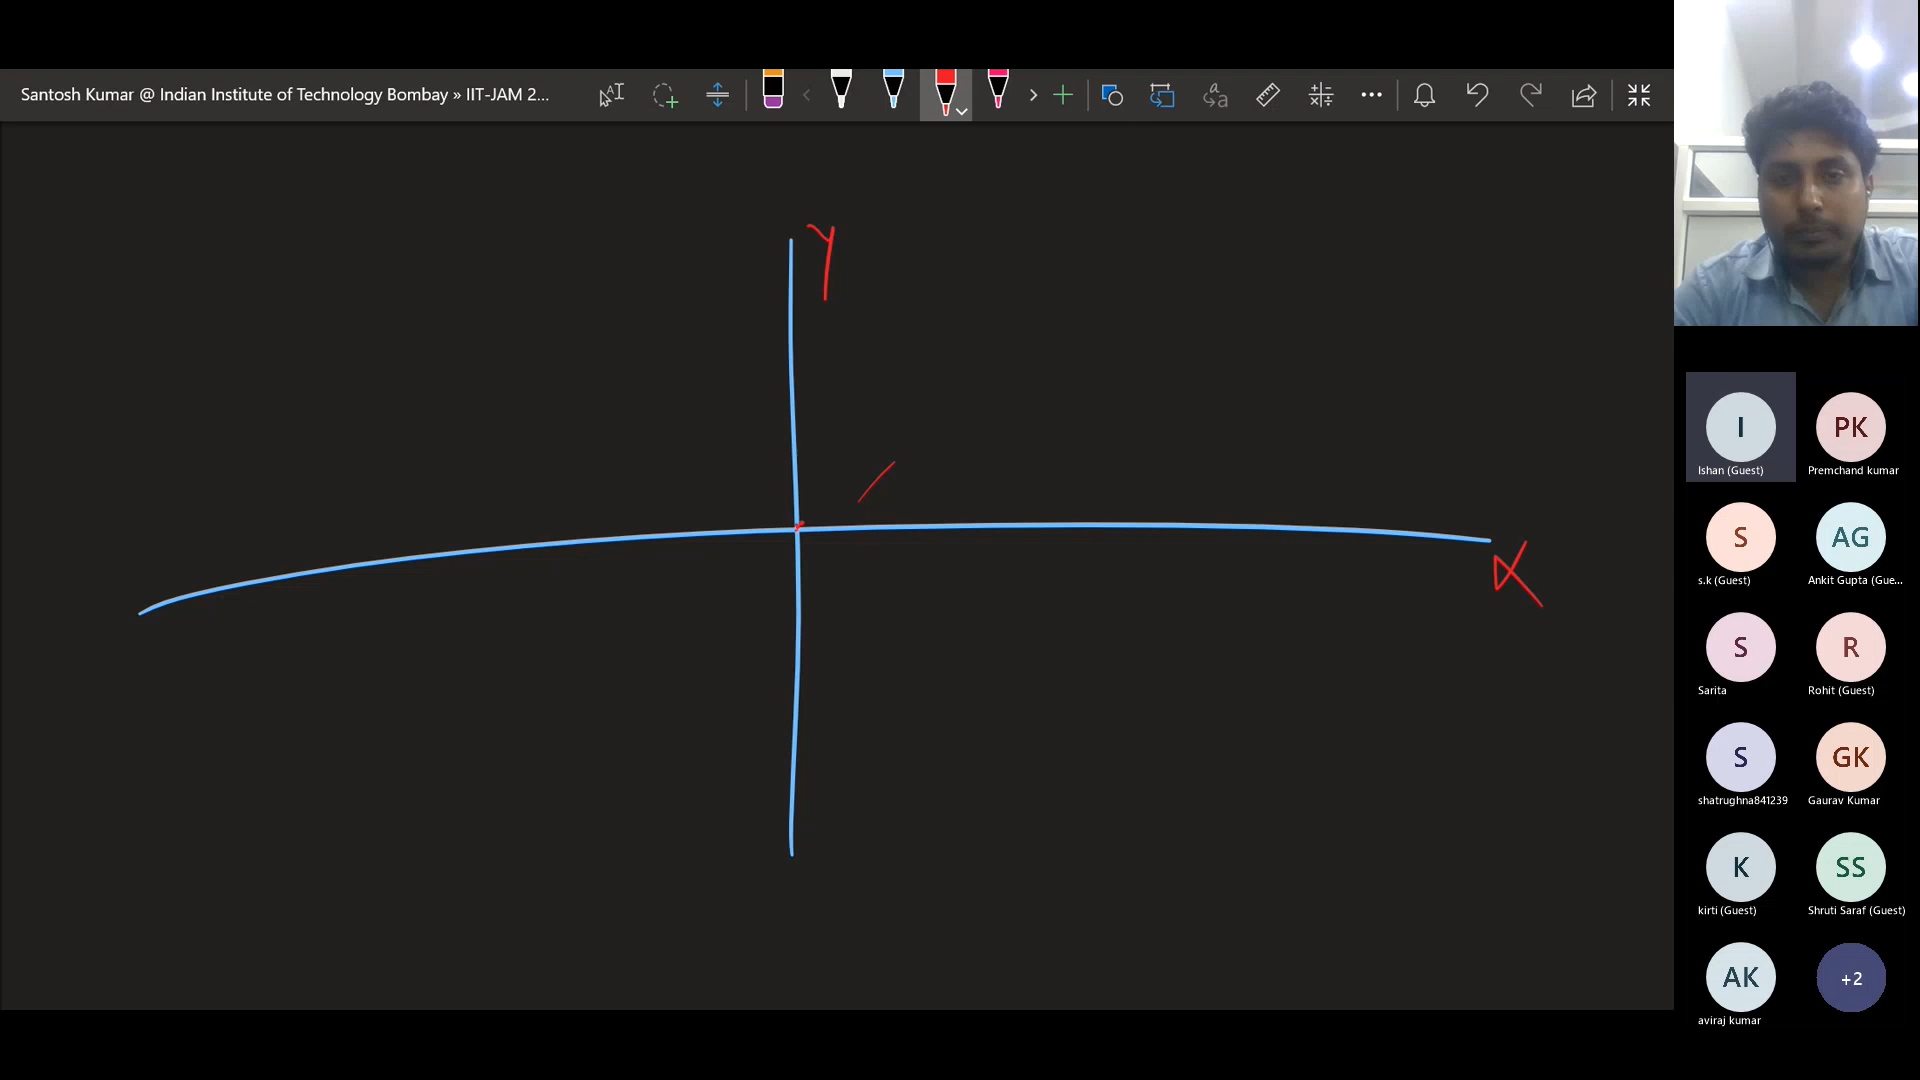 Santosh Kumar @ Indian Institute of Technology Bombay » IIT-JAM 2...
Y
X
I
Ishan (Guest)
PK
Premchand kumar
S
s.k (Guest)
AG
Ankit Gupta (Gue...
S
Sarita
R
Rohit (Guest)
S
shatrughna841239
GK
Gaurav Kumar
K
kirti (Guest)
SS
Shruti Saraf (Guest)
AK
aviraj kumar
+2